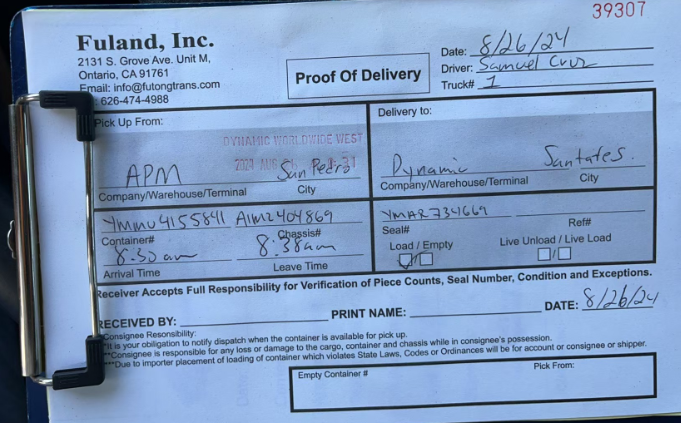 39307
Fuland, Inc.
2131 S. Grove Ave. Unit M,
Ontario, CA 91761
Email: info@futongtrans.com
: 626-474-4988
Proof Of Delivery
Date: 8/26/24
Driver: Samuel Cruz
Truck# 1
Pick Up From:
DYNAMIC WORLDWIDE WEST
2024 AUG
APM San Pedro
Company/Warehouse/Terminal City
Delivery to:
Dynamic Santafes.
Company/Warehouse/Terminal City
YMMU4155841 AIMZ404869
Container# Chassis#
8:30 am 8:38am
Arrival Time Leave Time
YMAR734669
Seal# Ref#
Load / Empty Live Unload / Live Load
/ /
Receiver Accepts Full Responsibility for Verification of Piece Counts, Seal Number, Condition and Exceptions.
RECEIVED BY: PRINT NAME: DATE: 8/26/24
*Consignee Resonsibility:
*It is your obligation to notify dispatch when the container is available for pick up.
**Consignee is responsible for any loss or damage to the cargo, container and chassis while in consignee's possession.
***Due to importer placement of loading of container which violates State Laws, Codes or Ordinances will be for account or consignee or shipper.
Empty Container # Pick From: